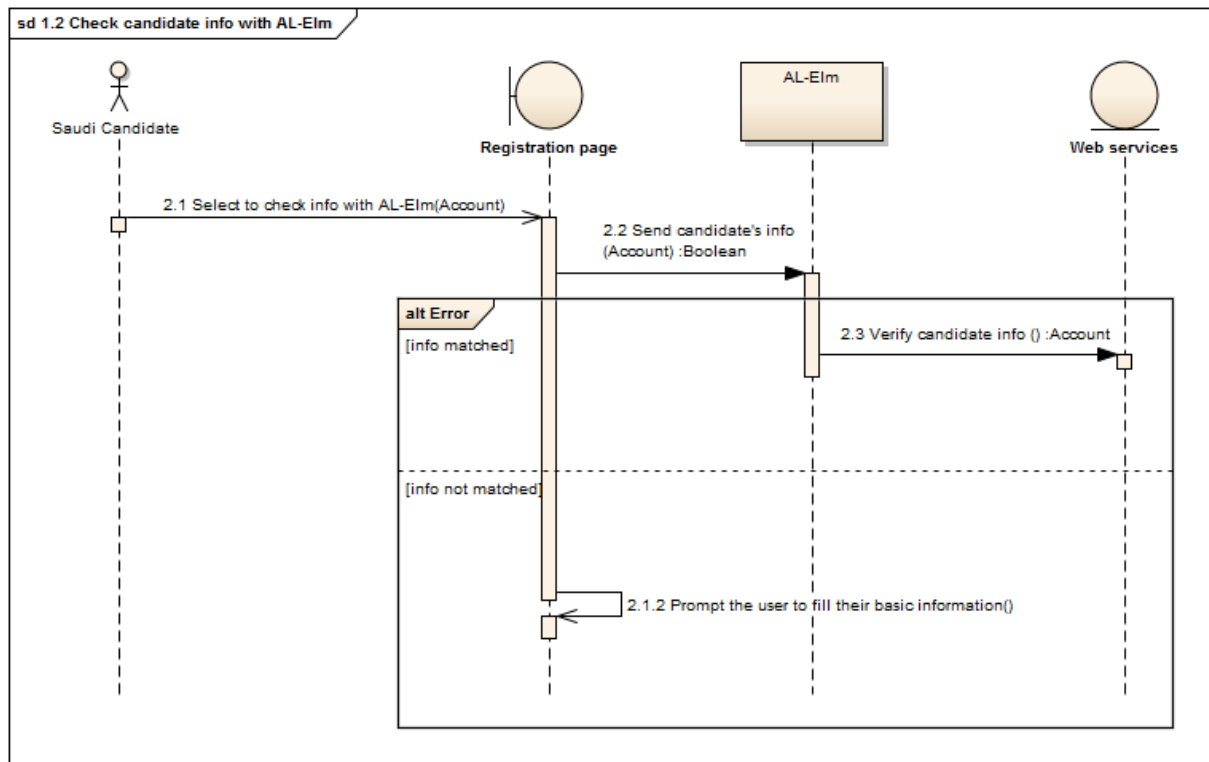 sd 1.2 Check candidate info with AL-Elm
Saudi Candidate
Registration page
AL-Elm
Web services
2.1 Select to check info with AL-Elm(Account)
2.2 Send candidate's info
(Account) :Boolean
alt Error
[info matched]
2.3 Verify candidate info () :Account
[info not matched]
2.1.2 Prompt the user to fill their basic information()